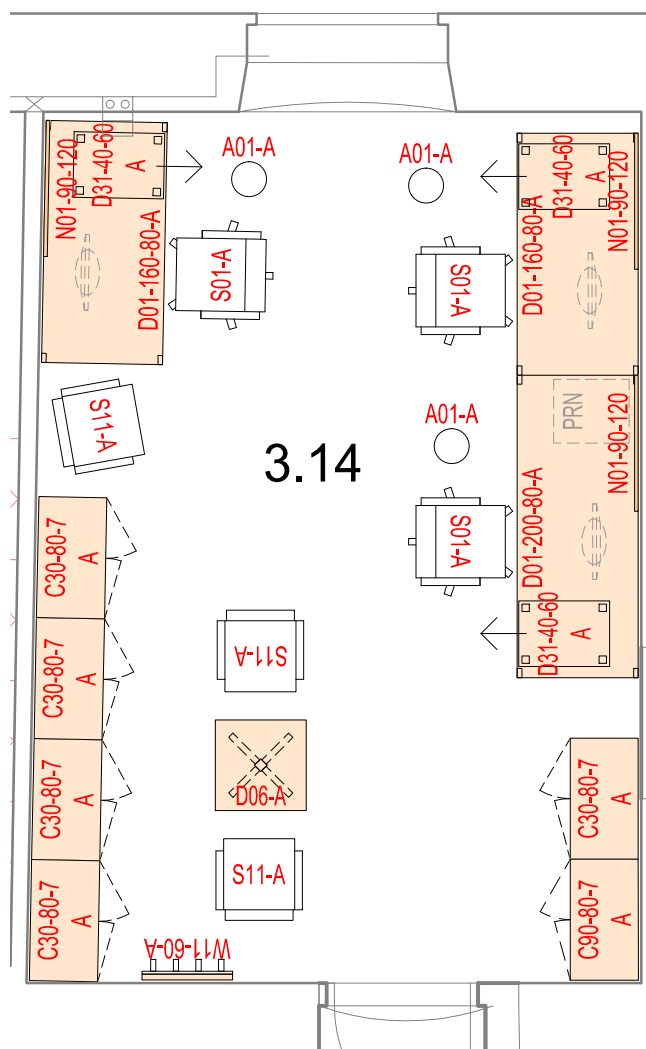 A01-A
A01-A
N01-90-120
D31-40-60
A
D01-160-80-A
S01-A
S01-A
D01-160-80-A
D31-40-60
A
N01-90-120
S11-A
A01-A
3.14
PRN
N01-90-120
D01-200-80-A
S01-A
D31-40-60
A
C30-80-7
A
C30-80-7
A
S11-A
C30-80-7
A
D06-A
C30-80-7
A
C30-80-7
A
S11-A
C90-80-7
A
W11-60-A